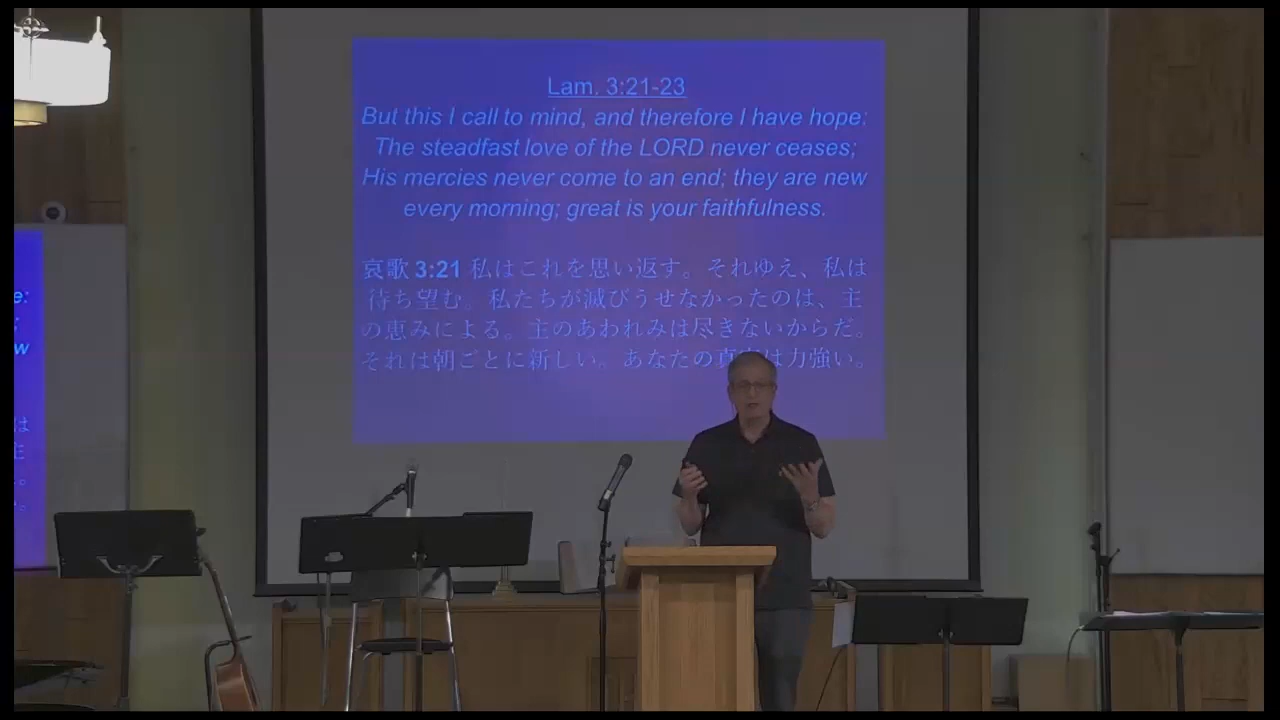 Lam. 3:21-23
But this I call to mind, and therefore I have hope:
The steadfast love of the LORD never ceases;
His mercies never come to an end; they are new
every morning; great is your faithfulness.
哀歌 3:21 私はこれを思い返す。それゆえ、私は
待ち望む。私たちが滅びうせなかったのは、主
の恵みによる。主のあわれみは尽きないからだ。
それは朝ごとに新しい。あなたの真は力強い。
e:
w
は
主
。
。